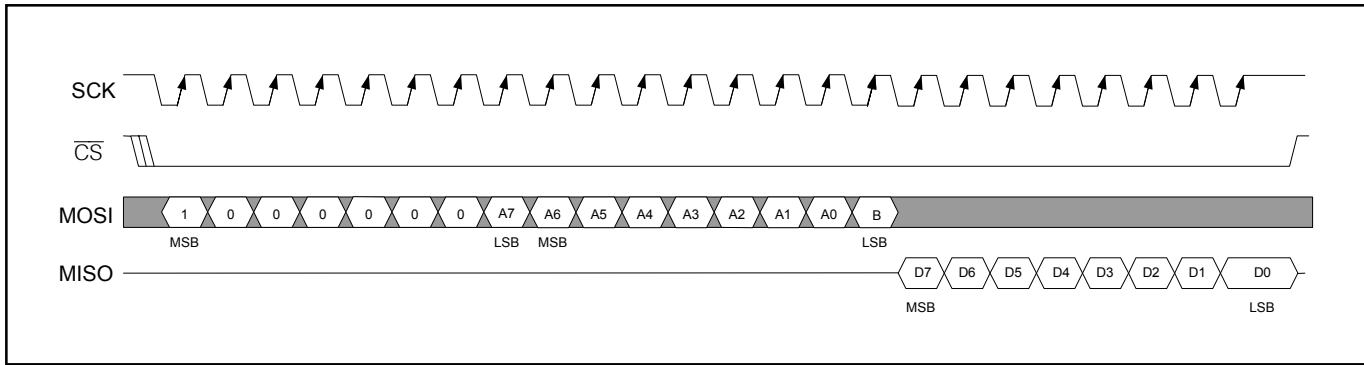 SCK
C̅S̅
MOSI 1 0 0 0 0 0 0 A7 A6 A5 A4 A3 A2 A1 A0 B
MSB LSB MSB LSB
MISO D7 D6 D5 D4 D3 D2 D1 D0
MSB LSB